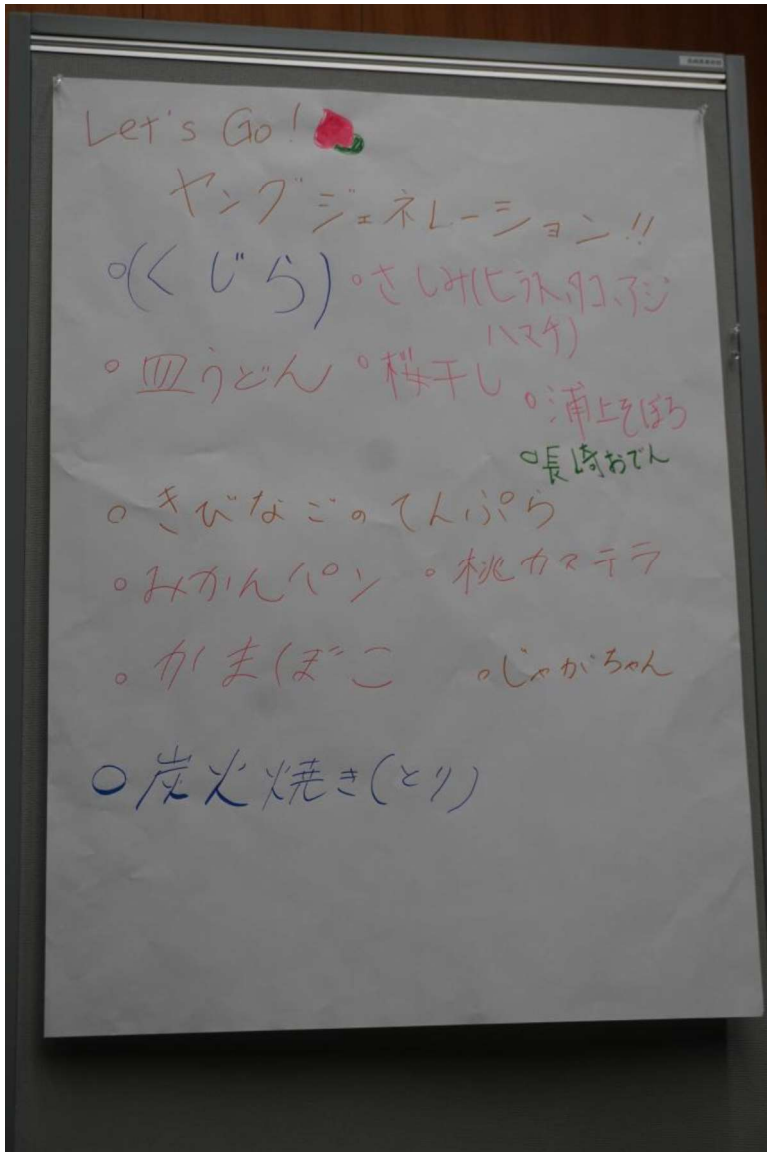 Let's Go!
ヤングジェネレーション!!
○(くじら) ○さしみ(ヒラス、タコ、アジ
ハマチ)
○皿うどん ○桜干し
○浦上そぼろ
○長崎おでん
○きびなごのてんぷら
○みかんパン ○桃カステラ
○かまぼこ ○じゃがちゃん
○炭火焼き(とり)